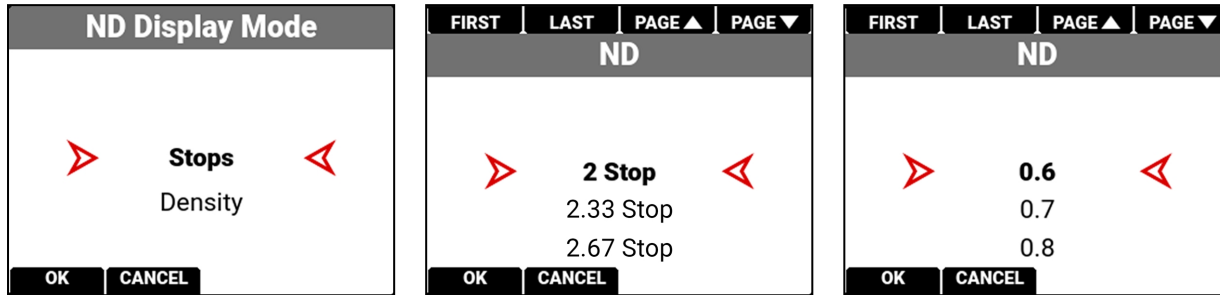 ND Display Mode
Stops
Density
OK CANCEL
FIRST LAST PAGE▲ PAGE▼
ND
2 Stop
2.33 Stop
2.67 Stop
OK CANCEL
FIRST LAST PAGE▲ PAGE▼
ND
0.6
0.7
0.8
OK CANCEL